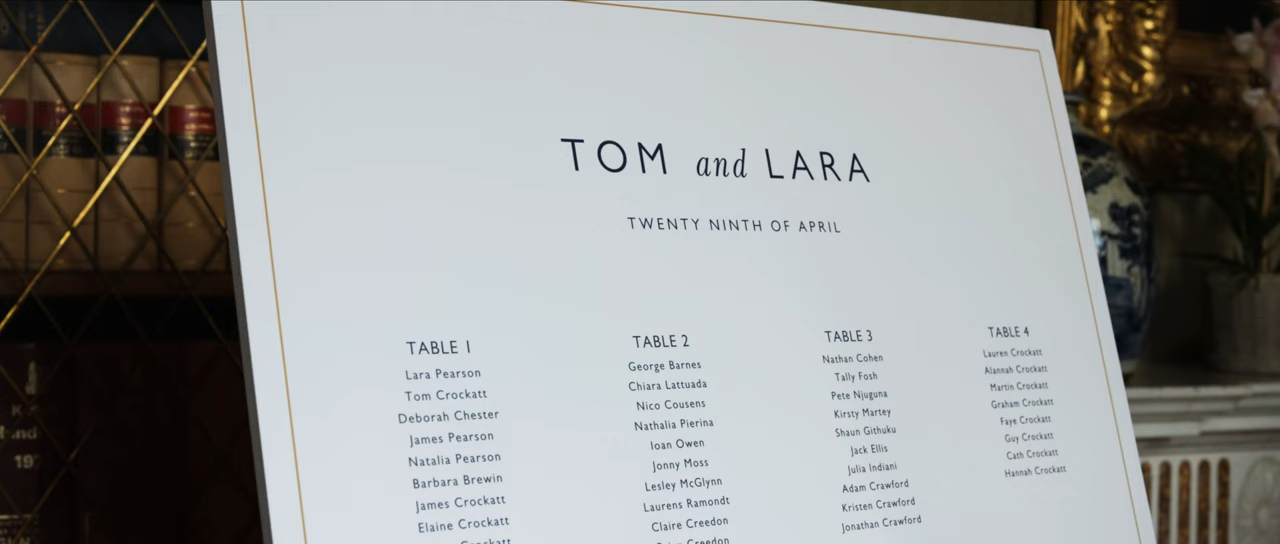 TOM and LARA
TWENTY NINTH OF APRIL
TABLE 1
Lara Pearson
Tom Crockatt
Deborah Chester
James Pearson
Natalia Pearson
Barbara Brewin
James Crockatt
Elaine Crockatt
Crockatt
TABLE 2
George Barnes
Chiara Lattuada
Nico Cousens
Nathalia Pierina
Ioan Owen
Jonny Moss
Lesley McGlynn
Laurens Ramondt
Claire Creedon
Creedon
TABLE 3
Nathan Cohen
Tally Fosh
Pete Njuguna
Kirsty Martey
Shaun Githuku
Jack Ellis
Julia Indiani
Adam Crawford
Kristen Crawford
Jonathan Crawford
TABLE 4
Lauren Crockatt
Alannah Crockatt
Martin Crockatt
Graham Crockatt
Faye Crockatt
Guy Crockatt
Cath Crockatt
Hannah Crockatt